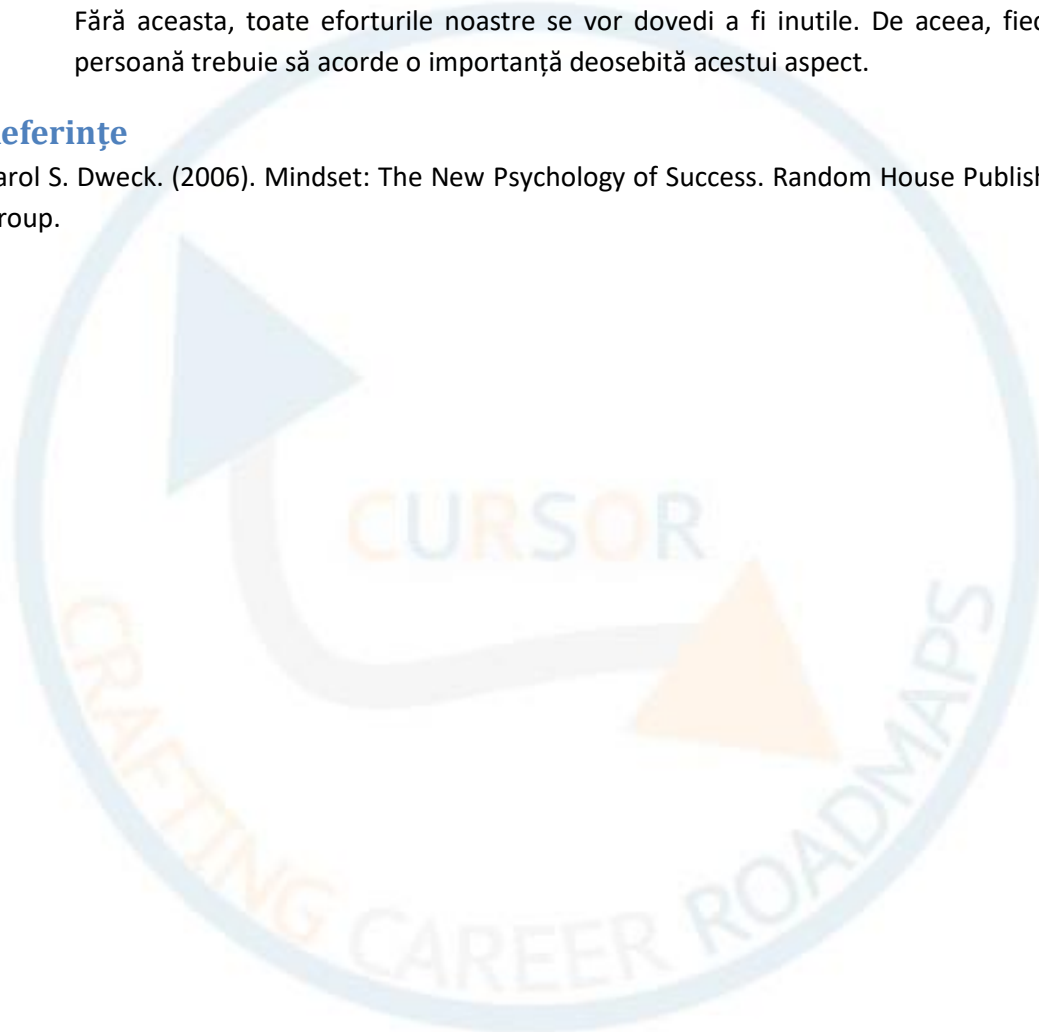 Fără aceasta, toate eforturile noastre se vor dovedi a fi inutile. De aceea, fiec
persoană trebuie să acorde o importanță deosebită acestui aspect.
eferințe
arol S. Dweck. (2006). Mindset: The New Psychology of Success. Random House Publish
roup.
CURSOR
CRAFTING CAREER ROADMAPS